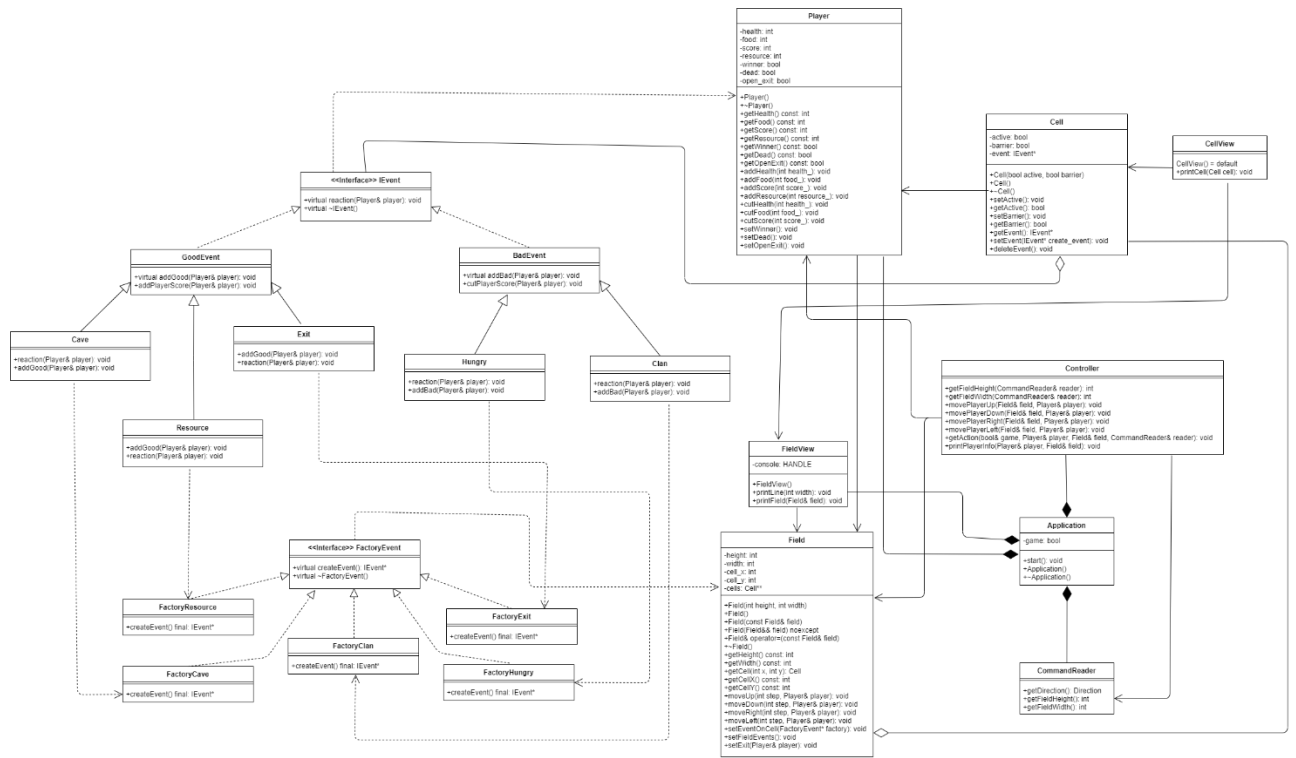 Player
-health: int
-food: int
-score: int
-resource: int
-winner: bool
-dead: bool
-open_exit: bool
+Player()
+~Player()
+getHealth() const: int
+getFood() const: int
+getScore() const: int
+getResource() const: int
+getWinner() const: bool
+getDead() const: bool
+getOpenExit() const: bool
+addHealth(int health_): void
+addFood(int food_): void
+addScore(int score_): void
+addResource(int resource_): void
+cutHealth(int health_): void
+cutFood(int food_): void
+cutScore(int score_): void
+setWinner(): void
+setDead(): void
+setOpenExit(): void
Cell
-active: bool
-barrier: bool
-event: IEvent*
+Cell(bool active, bool barrier)
+Cell()
+~Cell()
+setActive(): void
+getActive(): bool
+setBarrier(): void
+getBarrier(): bool
+getEvent(): IEvent*
+setEvent(IEvent* create_event): void
+deleteEvent(): void
CellView
CellView() = default
+printCell(Cell cell): void
<<Interface>> IEvent
+virtual reaction(Player& player): void
+virtual ~IEvent()
GoodEvent
+virtual addGood(Player& player): void
+addPlayerScore(Player& player): void
BadEvent
+virtual addBad(Player& player): void
+cutPlayerScore(Player& player): void
Cave
+reaction(Player& player): void
+addGood(Player& player): void
Exit
+addGood(Player& player): void
+reaction(Player& player): void
Hungry
+reaction(Player& player): void
+addBad(Player& player): void
Clan
+reaction(Player& player): void
+addBad(Player& player): void
Resource
+addGood(Player& player): void
+reaction(Player& player): void
Controller
+getFieldHeight(CommandReader& reader): int
+getFieldWidth(CommandReader& reader): int
+movePlayerUp(Field& field, Player& player): void
+movePlayerDown(Field& field, Player& player): void
+movePlayerRight(Field& field, Player& player): void
+movePlayerLeft(Field& field, Player& player): void
+getAction(bool& game, Player& player, Field& field, CommandReader& reader): void
+printPlayerInfo(Player& player, Field& field): void
FieldView
-console: HANDLE
+FieldView()
+printLine(int width): void
+printField(Field& field): void
Application
-game: bool
+start(): void
+Application()
+~Application()
<<Interface>> FactoryEvent
+virtual createEvent(): IEvent*
+virtual ~FactoryEvent()
FactoryResource
+createEvent() final: IEvent*
FactoryExit
+createEvent() final: IEvent*
FactoryClan
+createEvent() final: IEvent*
FactoryCave
+createEvent() final: IEvent*
FactoryHungry
+createEvent() final: IEvent*
Field
-height: int
-width: int
-cell_x: int
-cell_y: int
-cells: Cell**
+Field(int height, int width)
+Field()
+Field(const Field& field)
+Field(Field&& field) noexcept
+Field& operator=(const Field& field)
+~Field()
+getHeight() const: int
+getWidth() const: int
+getCell(int x, int y): Cell
+getCellX() const: int
+getCellY() const: int
+moveUp(int step, Player& player): void
+moveDown(int step, Player& player): void
+moveRight(int step, Player& player): void
+moveLeft(int step, Player& player): void
+setEventOnCell(FactoryEvent* factory): void
+setFieldEvents(): void
+setExit(Player& player): void
CommandReader
+getDirection(): Direction
+getFieldHeight(): int
+getFieldWidth(): int